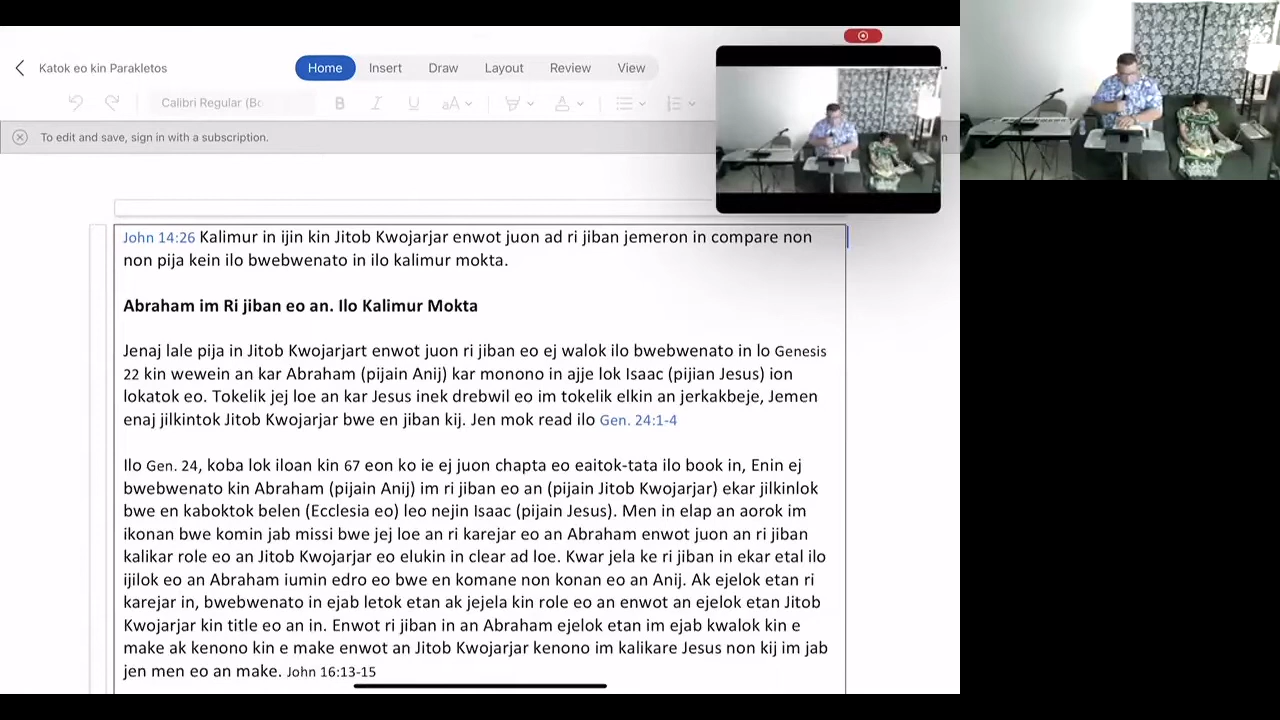 Katok eo kin Parakletos
Home Insert Draw Layout Review View
Calibri Regular (Bc
B I U aA A
To edit and save, sign in with a subscription.
n
John 14:26 Kalimur in ijin kin Jitob Kwojarjar enwot juon ad ri jiban jemeron in compare non
non pija kein ilo bwebwenato in ilo kalimur mokta.
Abraham im Ri jiban eo an. Ilo Kalimur Mokta
Jenaj lale pija in Jitob Kwojarjart enwot juon ri jiban eo ej walok ilo bwebwenato in lo Genesis
22 kin wewein an kar Abraham (pijain Anij) kar monono in ajje lok Isaac (pijian Jesus) ion
lokatok eo. Tokelik jej loe an kar Jesus inek drebwil eo im tokelik elkin an jerkakbeje, Jemen
enaj jilkintok Jitob Kwojarjar bwe en jiban kij. Jen mok read ilo Gen. 24:1-4
Ilo Gen. 24, koba lok iloan kin 67 eon ko ie ej juon chapta eo eaitok-tata ilo book in, Enin ej
bwebwenato kin Abraham (pijain Anij) im ri jiban eo an (pijain Jitob Kwojarjar) ekar jilkinlok
bwe en kaboktok belen (Ecclesia eo) leo nejin Isaac (pijain Jesus). Men in elap an aorok im
ikonan bwe komin jab missi bwe jej loe an ri karejar eo an Abraham enwot juon an ri jiban
kalikar role eo an Jitob Kwojarjar eo elukin in clear ad loe. Kwar jela ke ri jiban in ekar etal ilo
ijilok eo an Abraham iumin edro eo bwe en komane non konan eo an Anij. Ak ejelok etan ri
karejar in, bwebwenato in ejab letok etan ak jejela kin role eo an enwot an ejelok etan Jitob
Kwojarjar kin title eo an in. Enwot ri jiban in an Abraham ejelok etan im ejab kwalok kin e
make ak kenono kin e make enwot an Jitob Kwojarjar kenono im kalikare Jesus non kij im jab
jen men eo an make. John 16:13-15